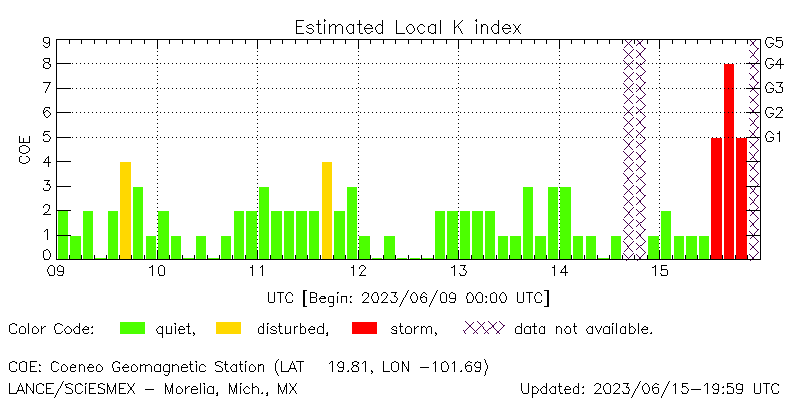 Estimated Local K index
9 G5
8 G4
7 G3
6 G2
5 G1
4
3
2
1
0
COE
09 10 11 12 13 14 15
UTC [Begin: 2023/06/09 00:00 UTC]
Color Code: quiet, disturbed, storm, data not available.
COE: Coeneo Geomagnetic Station (LAT 19.81, LON −101.69)
LANCE/SCiESMEX − Morelia, Mich., MX Updated: 2023/06/15−19:59 UTC